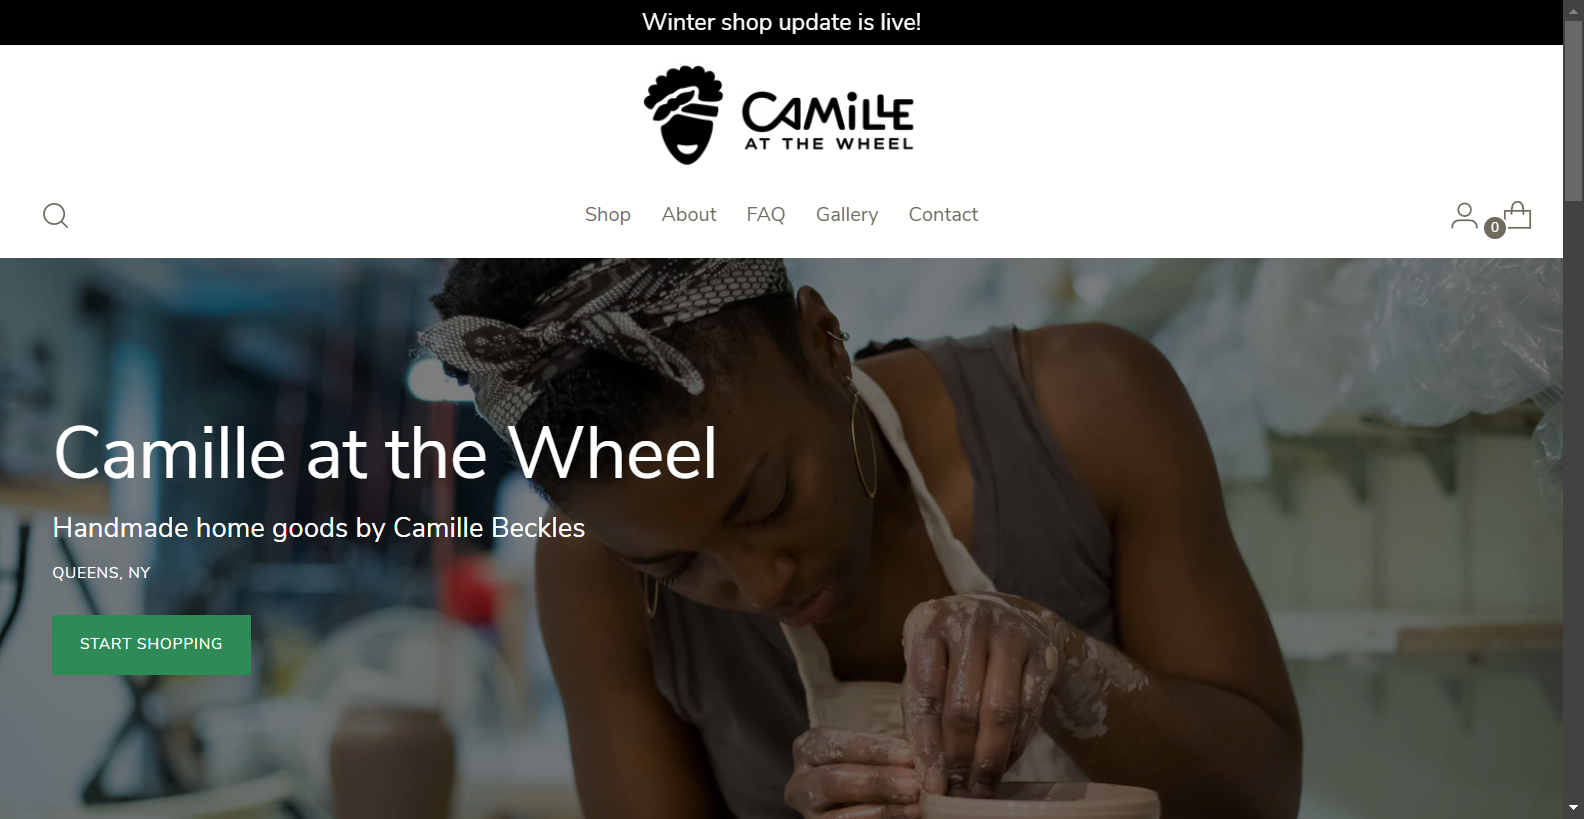 Winter shop update is live!
CAMiLLE
AT THE WHEEL
Shop About FAQ Gallery Contact
0
Camille at the Wheel
Handmade home goods by Camille Beckles
QUEENS, NY
START SHOPPING